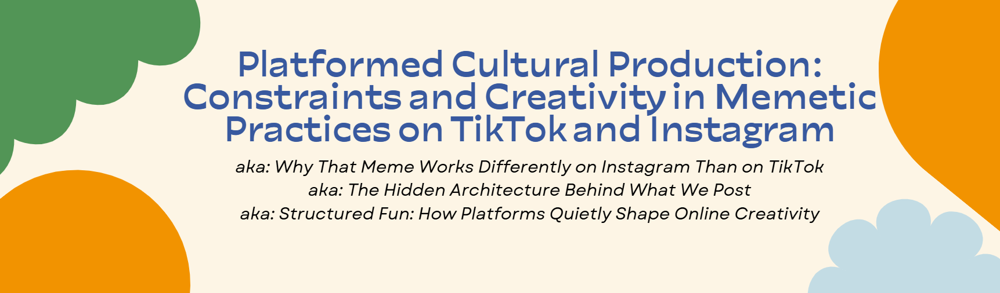 Platformed Cultural Production:
Constraints and Creativity in Memetic
Practices on TikTok and Instagram
aka: Why That Meme Works Differently on Instagram Than on TikTok
aka: The Hidden Architecture Behind What We Post
aka: Structured Fun: How Platforms Quietly Shape Online Creativity